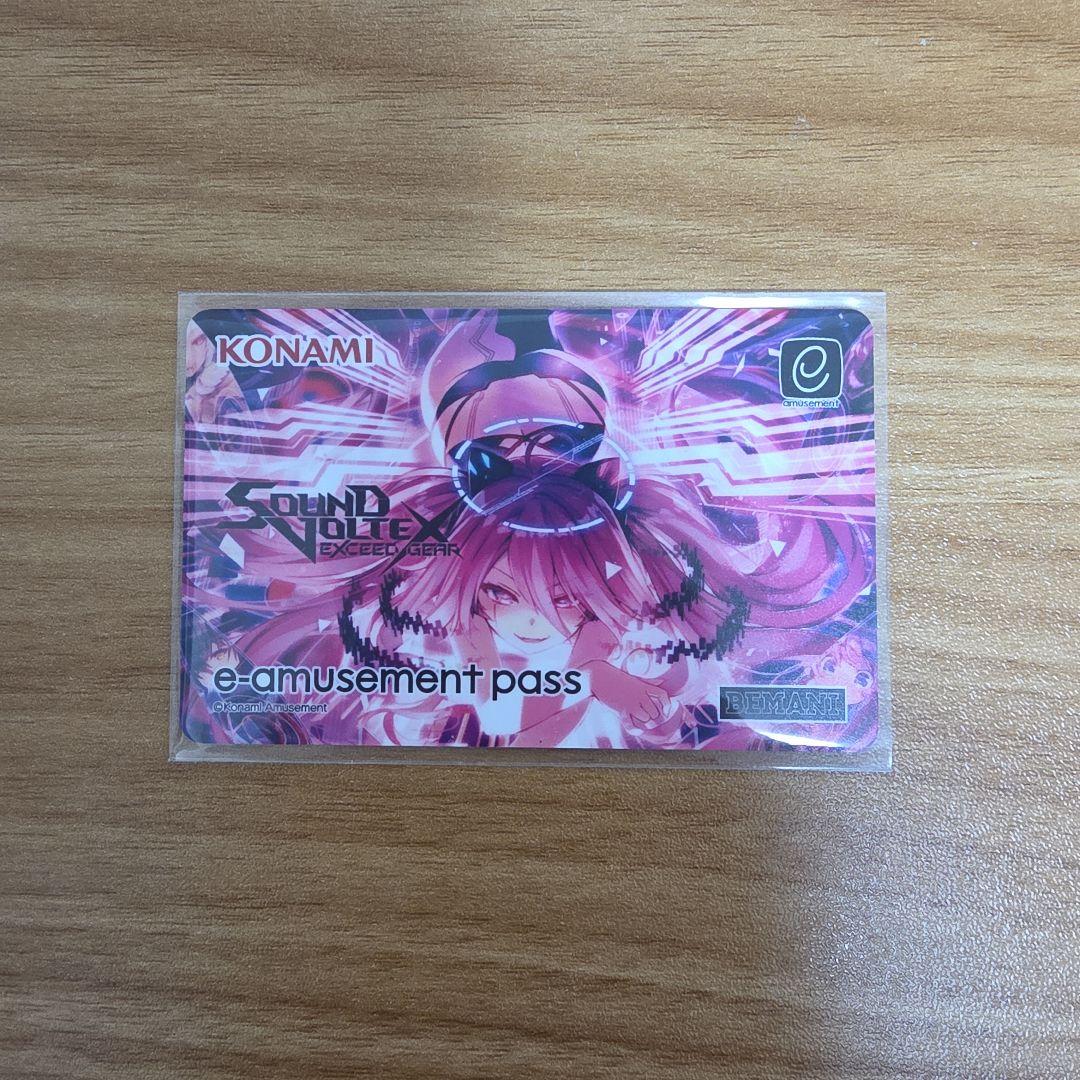 KONAMI
e
amusement
SOUND
VOLTEX
EXCEED GEAR
e-amusement pass
©Konami Amusement
BEMANI